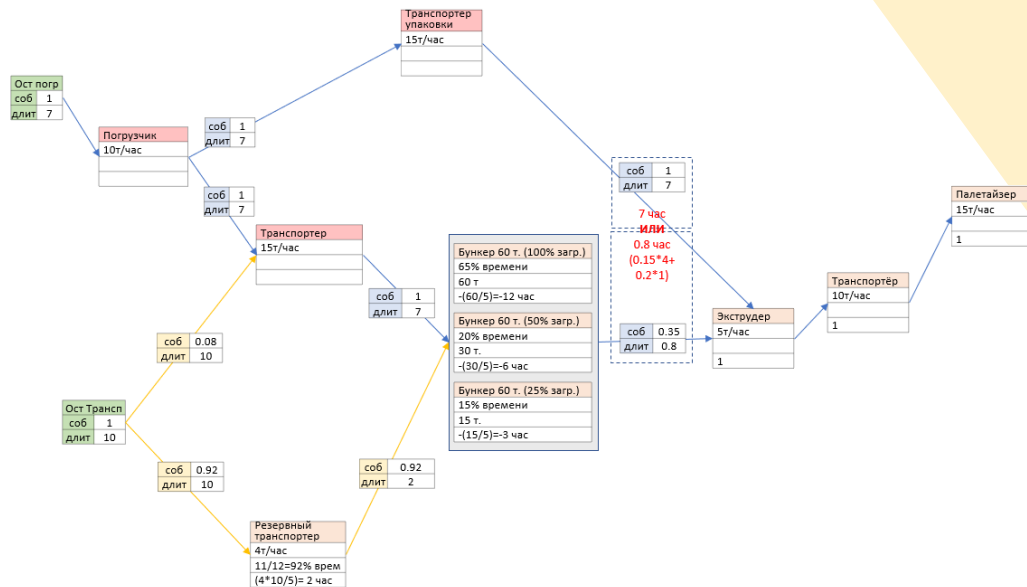 Транспортер
упаковки
15т/час
Ост погр
соб 1
длит 7
Погрузчик
10т/час
соб 1
длит 7
соб 1
длит 7
Транспортер
15т/час
соб 1
длит 7
соб 1
длит 7
7 час
ИЛИ
0.8 час
(0.15*4+
0.2*1)
соб 0.35
длит 0.8
Бункер 60 т. (100% загр.)
65% времени
60 т
-(60/5)=-12 час
Бункер 60 т. (50% загр.)
20% времени
30 т.
-(30/5)=-6 час
Бункер 60 т. (25% загр.)
15% времени
15 т.
-(15/5)=-3 час
Палетайзер
15т/час
1
Транспортёр
10т/час
1
Экструдер
5т/час
1
соб 0.08
длит 10
Ост Трансп
соб 1
длит 10
соб 0.92
длит 10
соб 0.92
длит 2
Резервный
транспортер
4т/час
11/12=92% врем
(4*10/5)= 2 час